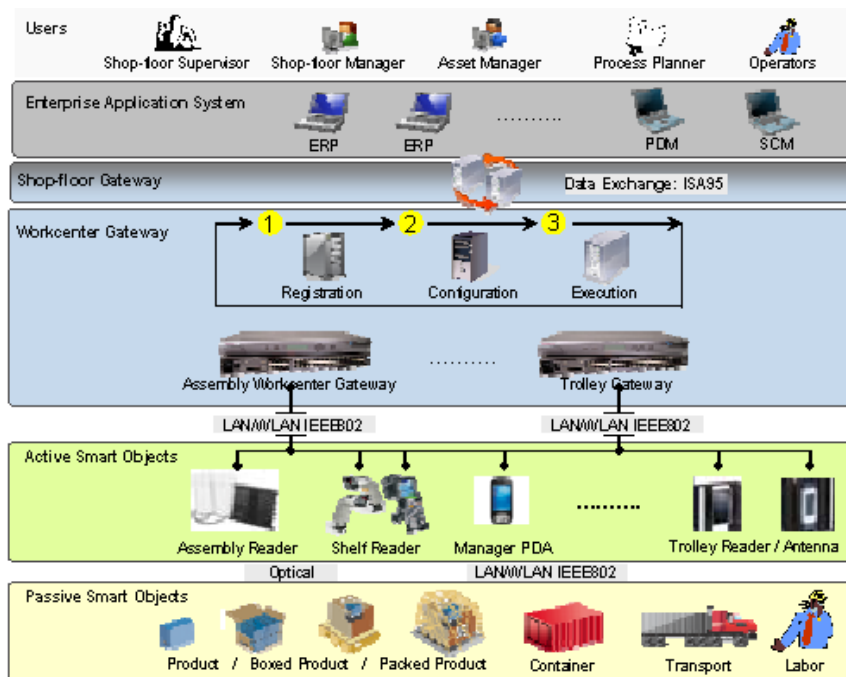 Users
Shop-floor Supervisor Shop-floor Manager Asset Manager Process Planner Operators
Enterprise Application System
ERP ERP .......... PDM SCM
Shop-floor Gateway Data Exchange: ISA95
Workcenter Gateway
1 2 3
Registration Configuration Execution
Assembly Workcenter Gateway .......... Trolley Gateway
LAN/WLAN IEEE802 LAN/WLAN IEEE802
Active Smart Objects
Assembly Reader Shelf Reader Manager PDA .......... Trolley Reader / Antenna
Optical LAN/WLAN IEEE802
Passive Smart Objects
Product / Boxed Product / Packed Product Container Transport Labor